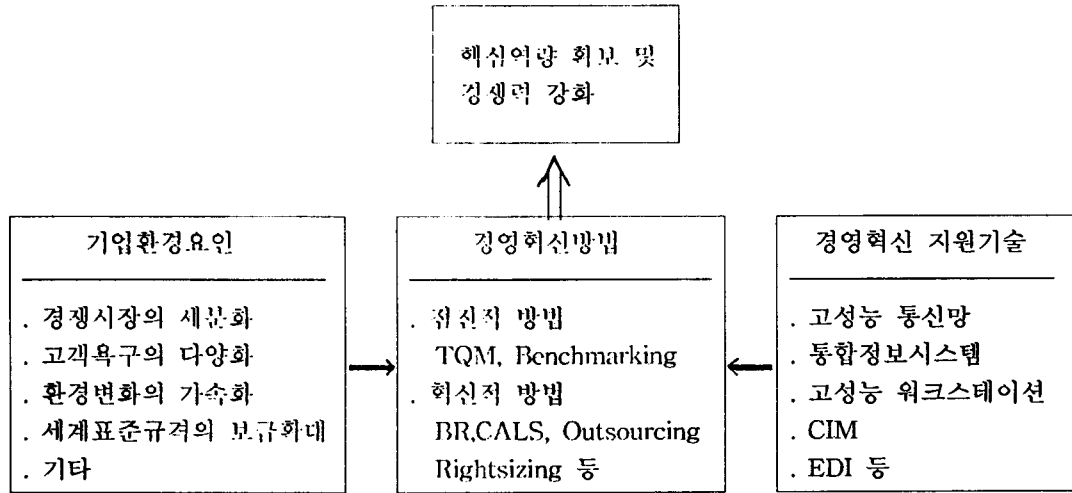 핵심역량 확보 및
경쟁력 강화
기업환경요인
. 경쟁시장의 세분화
. 고객욕구의 다양화
. 환경변화의 가속화
. 세계표준규격의 보급확대
. 기타
경영혁신방법
. 점진적 방법
TQM, Benchmarking
. 혁신적 방법
BR,CALS, Outsourcing
Rightsizing 등
경영혁신 지원기술
. 고성능 통신망
. 통합정보시스템
. 고성능 워크스테이션
. CIM
. EDI 등